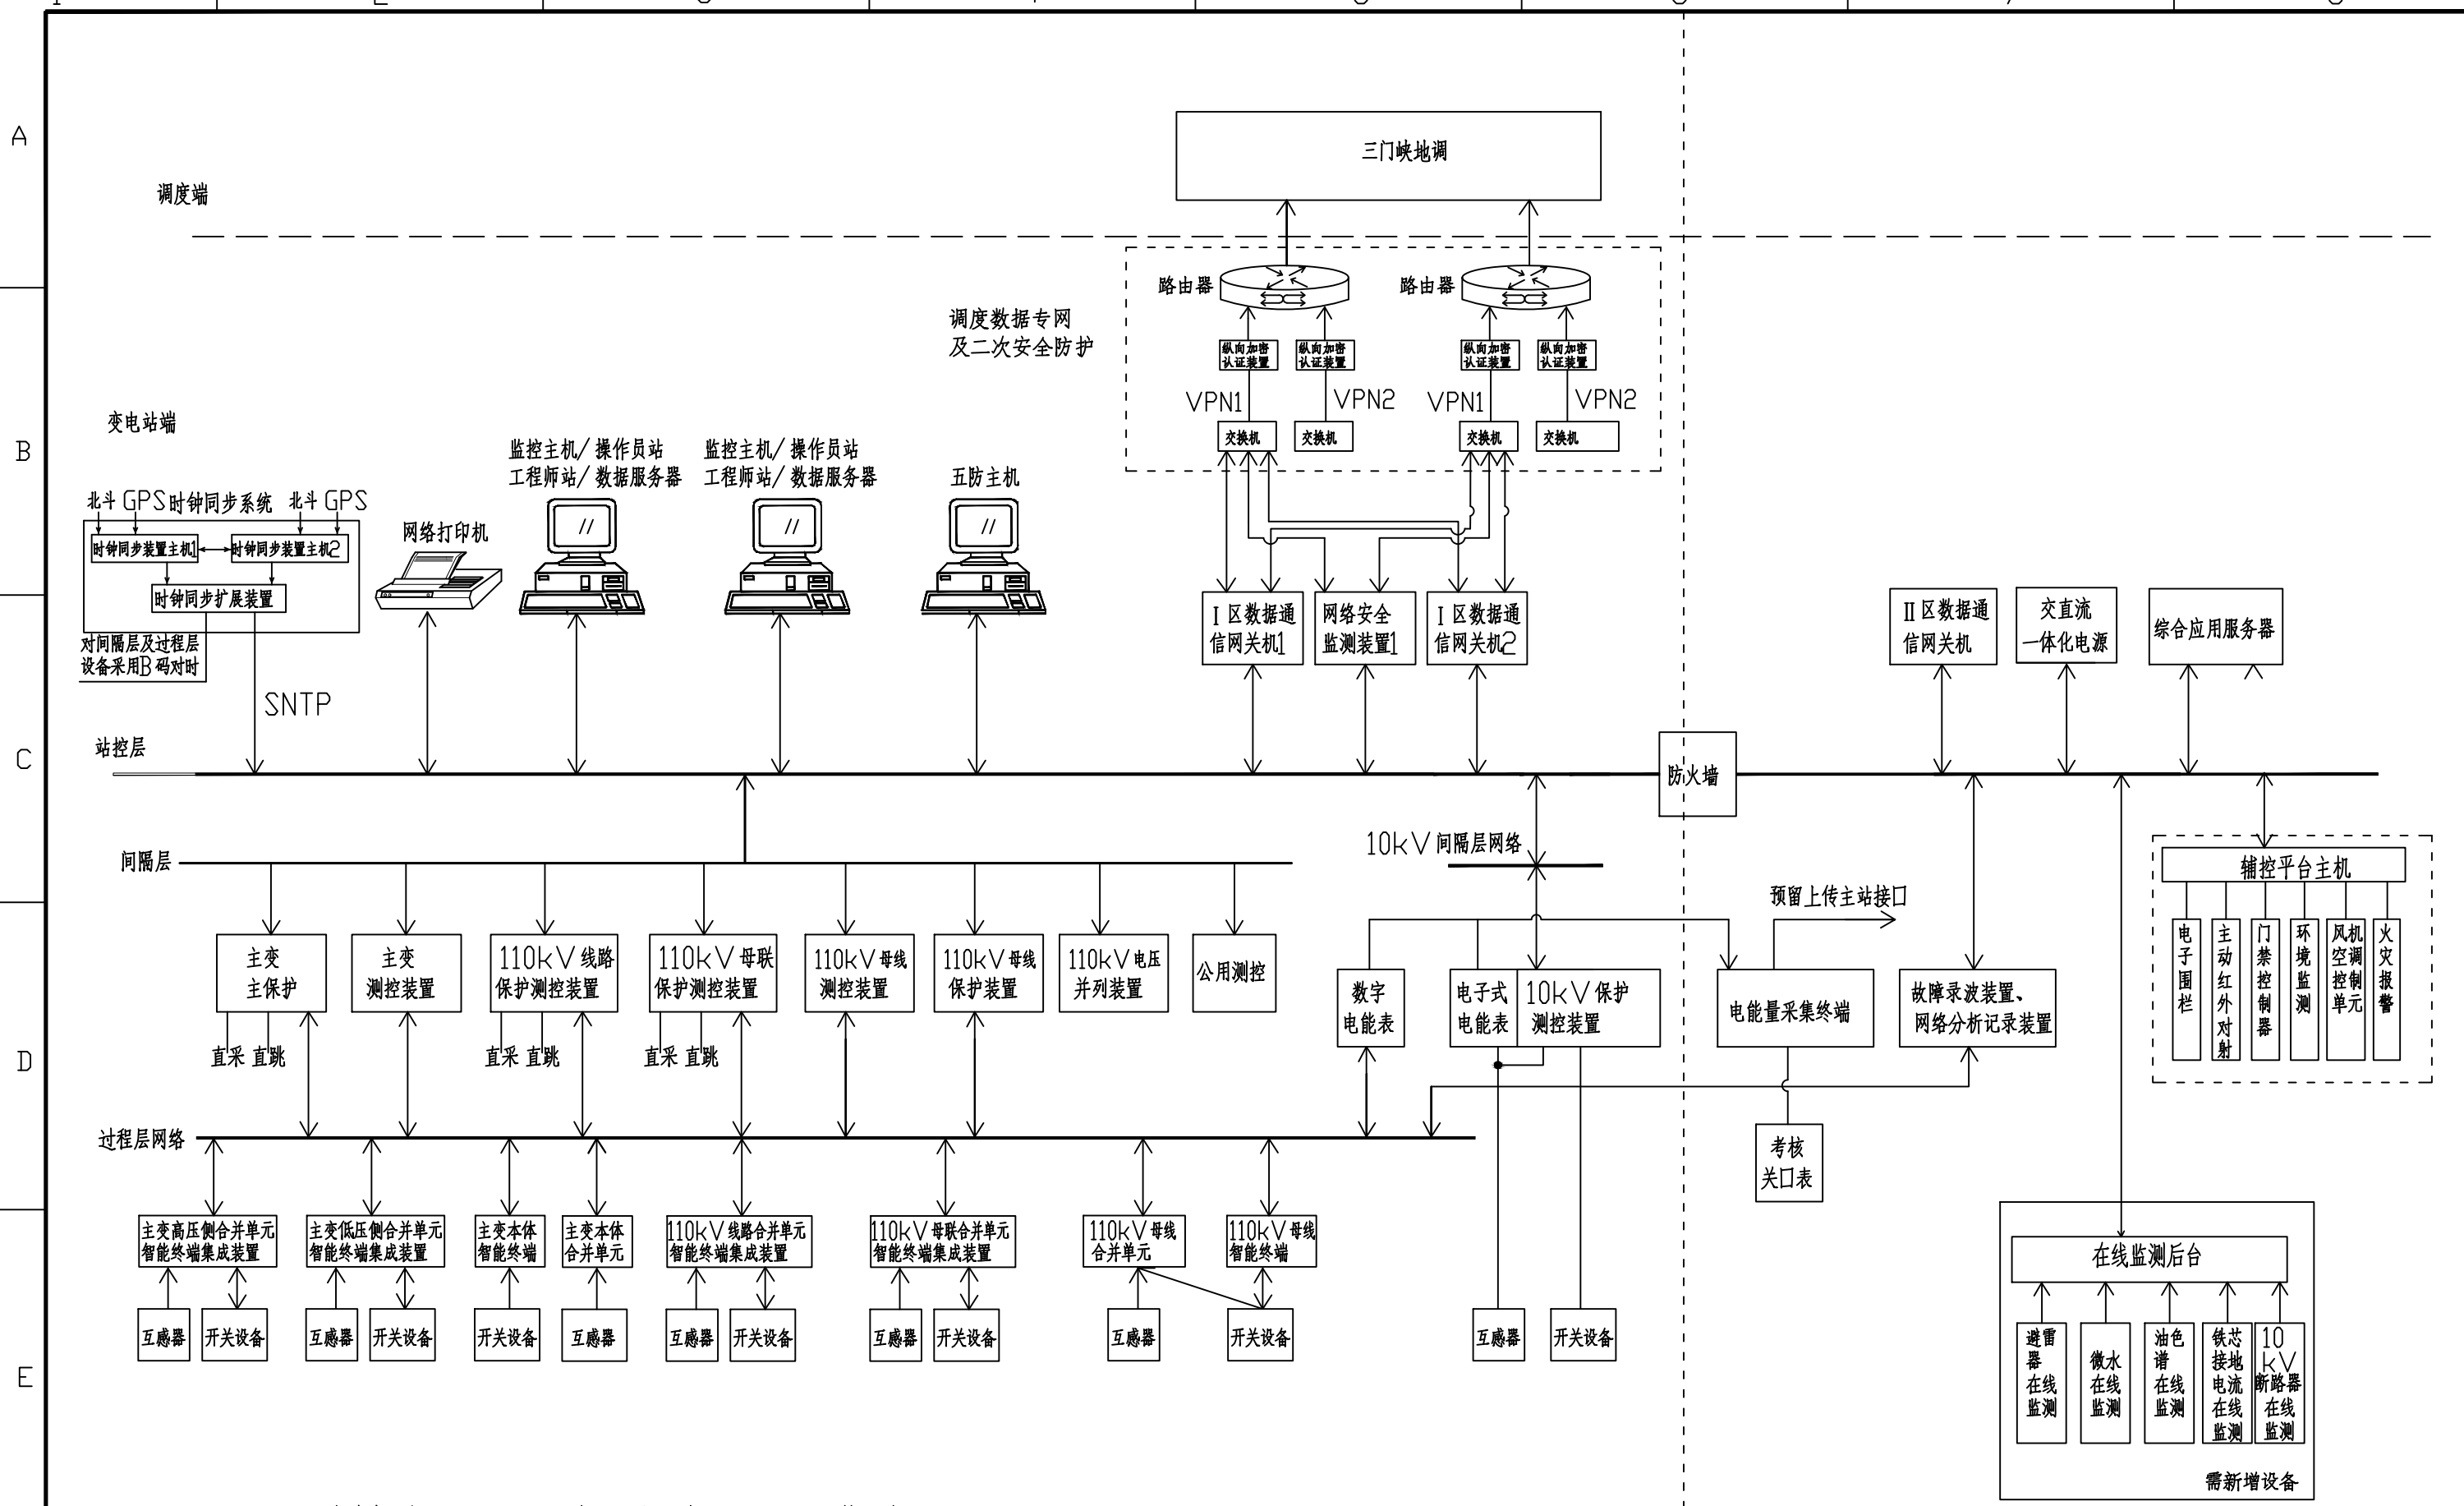 A
三门峡地调
调度端
路由器
路由器
调度数据专网
及二次安全防护
纵向加密
认证装置
纵向加密
认证装置
纵向加密
认证装置
纵向加密
认证装置
VPN1
VPN2
VPN1
VPN2
变电站端
B
交换机
交换机
交换机
交换机
监控主机/操作员站
工程师站/数据服务器
监控主机/操作员站
工程师站/数据服务器
五防主机
北斗 GPS 时钟同步系统 北斗 GPS
网络打印机
时钟同步装置主机1
时钟同步装置主机2
时钟同步扩展装置
对间隔层及过程层
设备采用B码对时
SNTP
I区数据通
信网关机1
网络安全
监测装置1
I区数据通
信网关机2
II区数据通
信网关机
交直流
一体化电源
综合应用服务器
C
站控层
防火墙
间隔层
10kV间隔层网络
预留上传主站接口
辅控平台主机
主变
主保护
主变
测控装置
110kV线路
保护测控装置
110kV母联
保护测控装置
110kV母线
测控装置
110kV母线
保护装置
110kV电压
并列装置
公用测控
数字
电能表
电子式
电能表
10kV保护
测控装置
电能量采集终端
故障录波装置、
网络分析记录装置
电子围栏
主动红外对射
门禁控制器
环境监测
风机
空调
控制
单元
火灾报警
D
直采 直跳
直采 直跳
直采 直跳
过程层网络
考核
关口表
主变高压侧合并单元
智能终端集成装置
主变低压侧合并单元
智能终端集成装置
主变本体
智能终端
主变本体
合并单元
110kV线路合并单元
智能终端集成装置
110kV母联合并单元
智能终端集成装置
110kV母线
合并单元
110kV母线
智能终端
在线监测后台
互感器
开关设备
互感器
开关设备
开关设备
互感器
互感器
开关设备
互感器
开关设备
互感器
开关设备
互感器
开关设备
E
避雷
器
在线
监测
微水
在线
监测
油色
谱
在线
监测
铁芯
接地
电流
在线
监测
10
kV
断路器
在线
监测
需新增设备